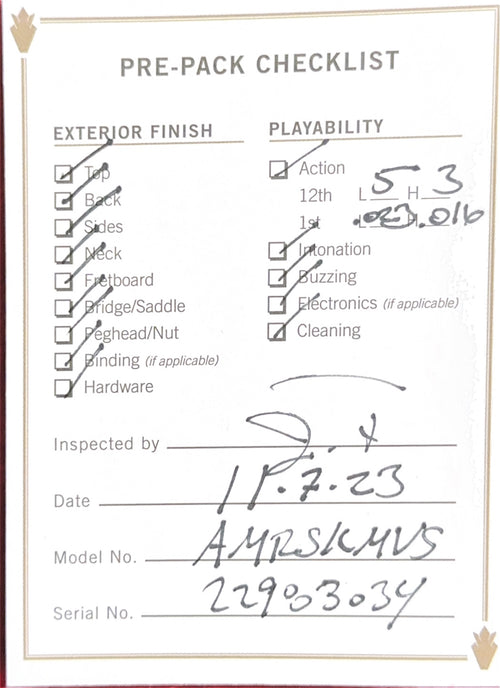 PRE-PACK CHECKLIST
EXTERIOR FINISH
Top
Back
Sides
Neck
Fretboard
Bridge/Saddle
Peghead/Nut
Binding (if applicable)
Hardware
PLAYABILITY
Action
12th L 5 H 3
1st L .023 H .016
Intonation
Buzzing
Electronics (if applicable)
Cleaning
Inspected by
Date 11.7.23
Model No. AMRSKMVS
Serial No.